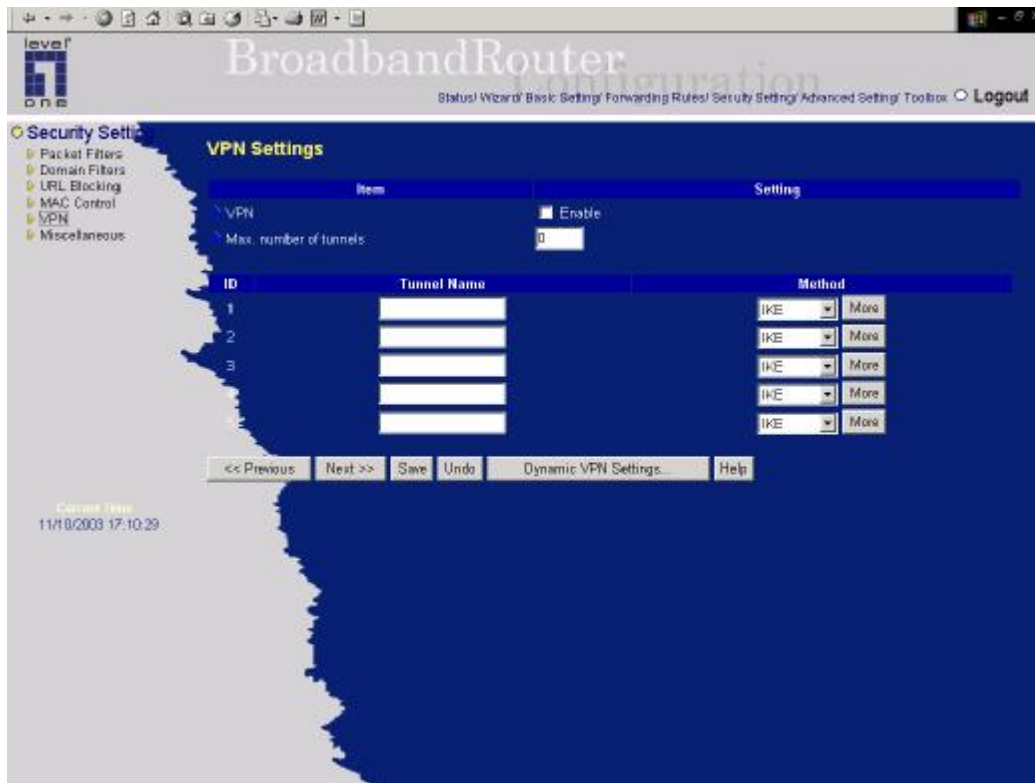 level
one
BroadbandRouter
Configuration
Status/ Wizard/ Basic Setting/ Forwarding Rules/ Security Setting/ Advanced Setting/ Toolbox Logout
Security Setting
Packet Filters
Domain Filters
URL Blocking
MAC Control
VPN
Miscellaneous
VPN Settings
Item Setting
VPN Enable
Max. number of tunnels 0
ID Tunnel Name Method
1 IKE More
2 IKE More
3 IKE More
IKE More
IKE More
<< Previous Next >> Save Undo Dynamic VPN Settings... Help
Current Time
11/18/2003 17:10:29